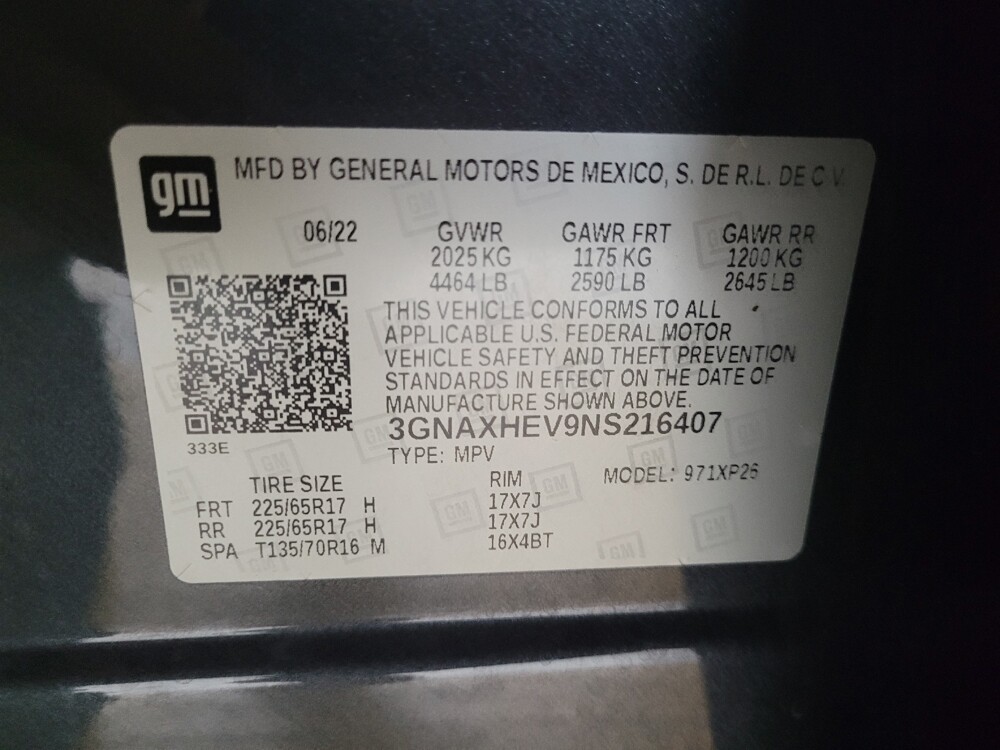 gm MFD BY GENERAL MOTORS DE MEXICO, S. DE R.L. DE C.V.
06/22 GVWR GAWR FRT GAWR RR
2025 KG 1175 KG 1200 KG
4464 LB 2590 LB 2645 LB
THIS VEHICLE CONFORMS TO ALL
APPLICABLE U.S. FEDERAL MOTOR
VEHICLE SAFETY AND THEFT PREVENTION
STANDARDS IN EFFECT ON THE DATE OF
MANUFACTURE SHOWN ABOVE.
3GNAXHEV9NS216407
333E
TYPE: MPV
TIRE SIZE RIM MODEL: 971XP26
FRT 225/65R17 H 17X7J
RR 225/65R17 H 17X7J
SPA T135/70R16 M 16X4BT